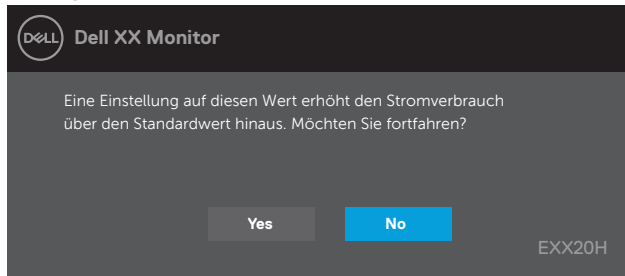 DELL
Dell XX Monitor
Eine Einstellung auf diesen Wert erhöht den Stromverbrauch
über den Standardwert hinaus. Möchten Sie fortfahren?
Yes No
EXX20H